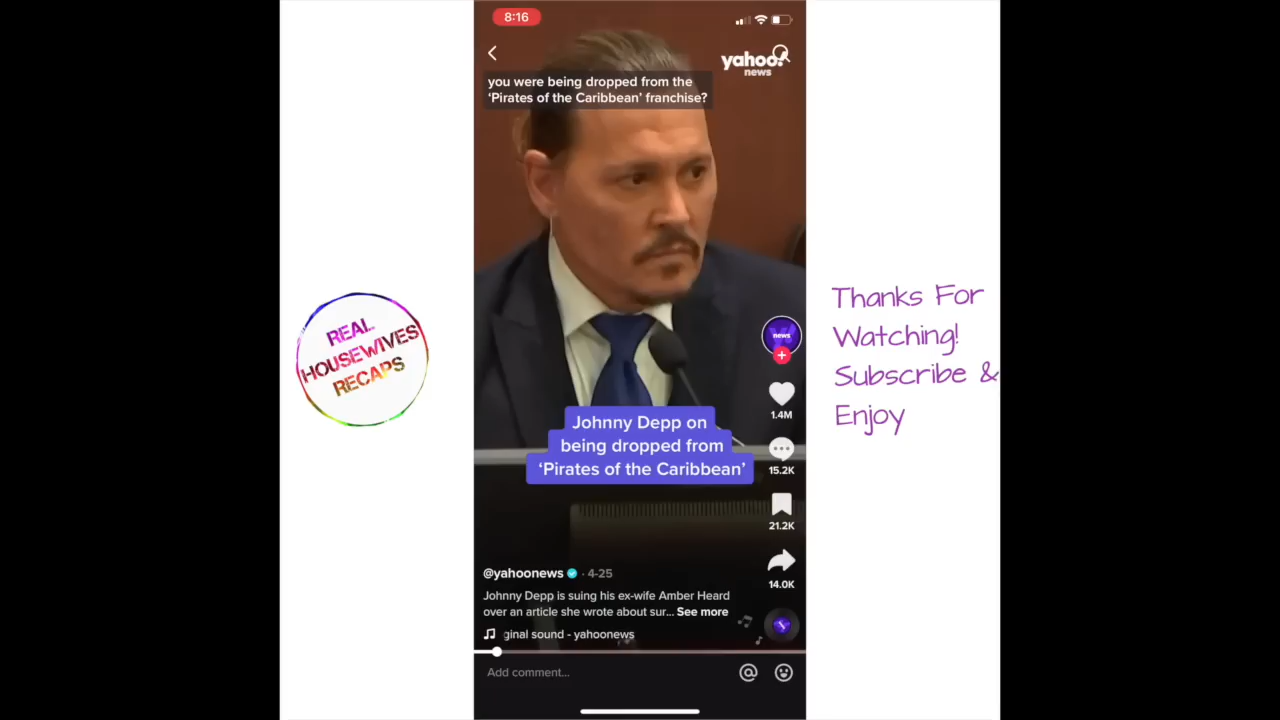 8:16
yahoo!
news
you were being dropped from the
‘Pirates of the Caribbean’ franchise?
REAL
HOUSEWIVES
RECAPS
Thanks For
Watching!
Subscribe &
Enjoy
news
1.4M
Johnny Depp on
being dropped from
‘Pirates of the Caribbean’
15.2K
21.2K
14.0K
@yahoonews · 4-25
Johnny Depp is suing his ex-wife Amber Heard
over an article she wrote about sur... See more
ginal sound - yahoonews
Add comment...
@